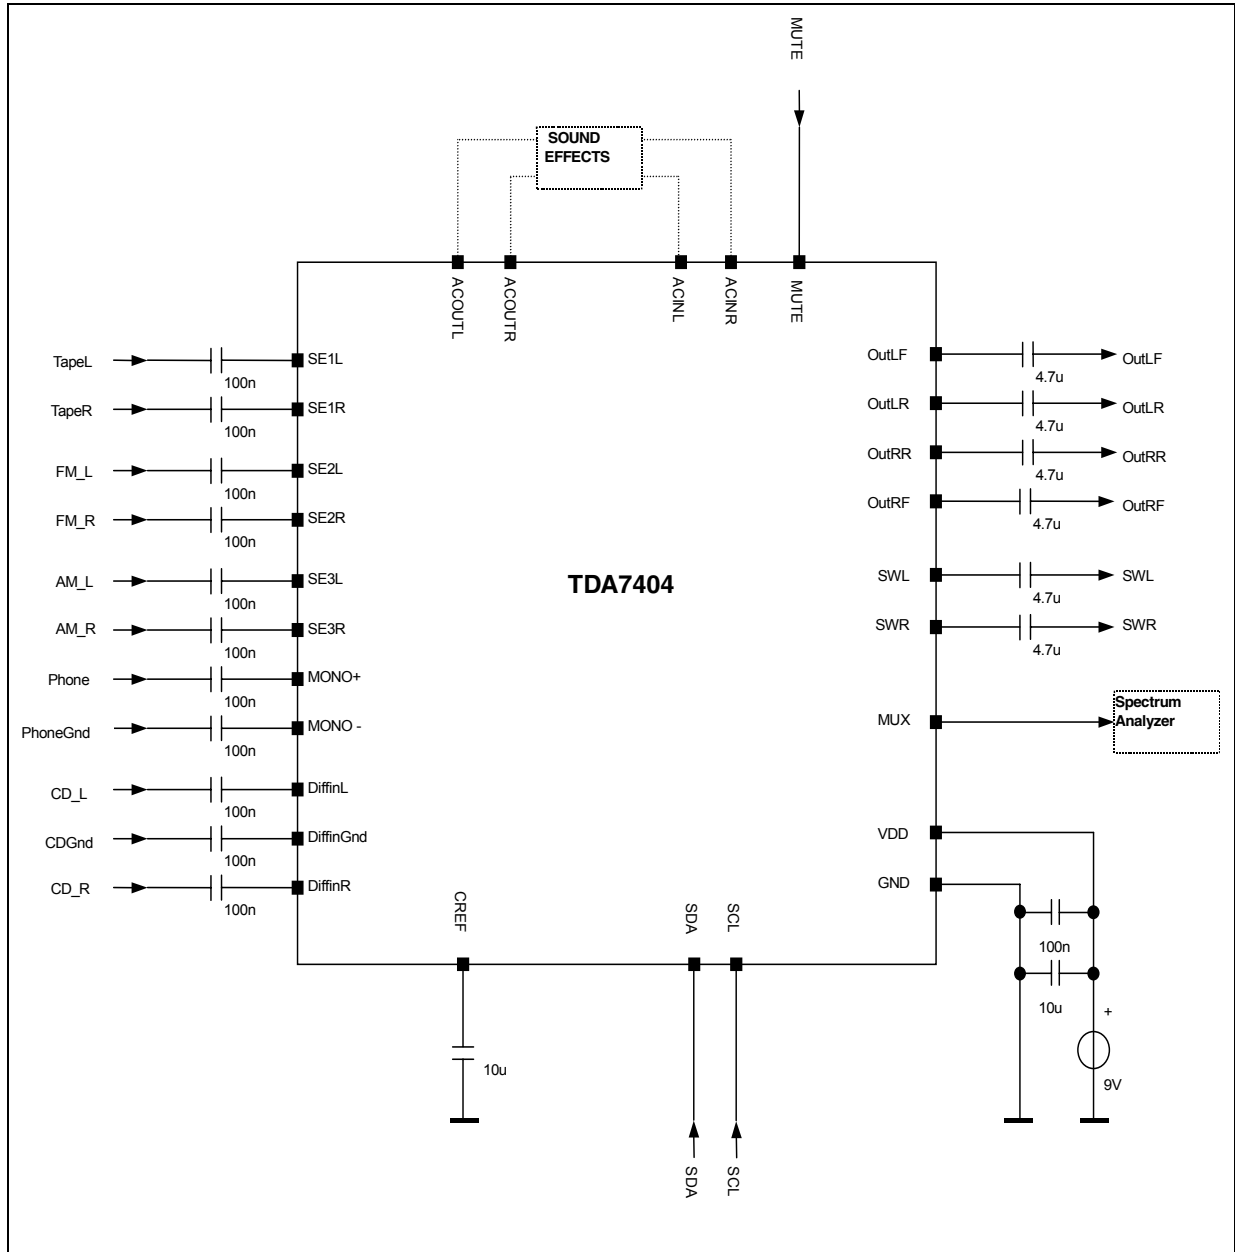 MUTE
SOUND
EFFECTS
ACOUTL
ACOUTR
ACINL
ACINR
MUTE
TapeL
100n
SE1L
TapeR
100n
SE1R
FM_L
100n
SE2L
FM_R
100n
SE2R
AM_L
100n
SE3L
AM_R
100n
SE3R
Phone
100n
MONO+
PhoneGnd
100n
MONO -
CD_L
100n
DiffinL
CDGnd
100n
DiffinGnd
CD_R
100n
DiffinR
TDA7404
OutLF
4.7u
OutLF
OutLR
4.7u
OutLR
OutRR
4.7u
OutRR
OutRF
4.7u
OutRF
SWL
4.7u
SWL
SWR
4.7u
SWR
MUX
Spectrum
Analyzer
VDD
GND
100n
10u
+
9V
CREF
10u
SDA
SCL
SDA
SCL